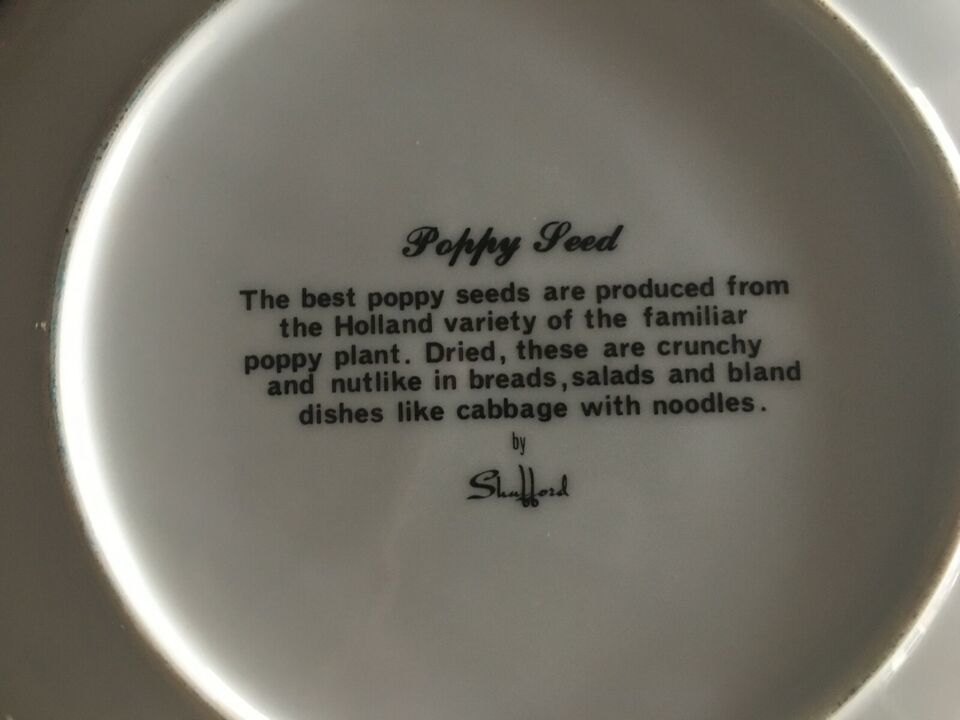 Poppy Seed
The best poppy seeds are produced from
the Holland variety of the familiar
poppy plant. Dried, these are crunchy
and nutlike in breads, salads and bland
dishes like cabbage with noodles.
by
Shafford